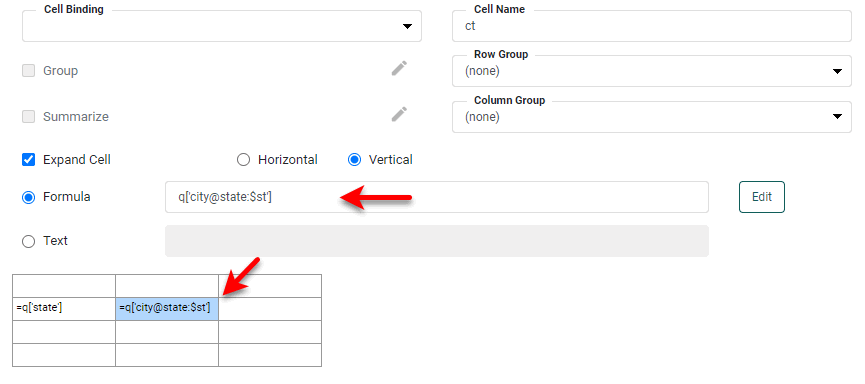 Cell Binding
Cell Name
ct
Group
Row Group
(none)
Summarize
Column Group
(none)
Expand Cell
Horizontal
Vertical
Formula
q['city@state:$st']
Edit
Text
=q['state']
=q['city@state:$st']